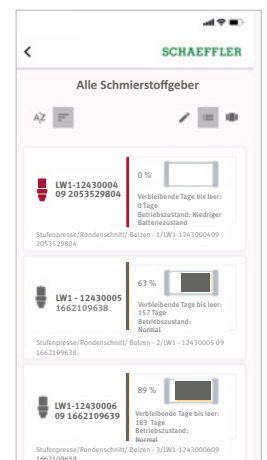 SCHAEFFLER
Alle Schmierstoffgeber
AZ
LW1-12430004
09 2053529804
0 %
Verbleibende Tage bis leer:
0 Tage
Betriebszustand: Niedriger
Batteriezustand
Stufenpresse/Rondenschnitt/ Bolzen - 1/LW1-1243000409
2053529804
LW1 - 12430005
1662109638
63 %
Verbleibende Tage bis leer:
157 Tage
Betriebszustand:
Normal
Stufenpresse/Rondenschnitt/ Bolzen - 2/LW1 - 12430005 09
1662109638
LW1-12430006
09 1662109639
89 %
Verbleibende Tage bis leer:
183 Tage
Betriebszustand:
Normal
Stufenpresse/Rondenschnitt/ Bolzen - 3/LW1-1243000609
1662109639